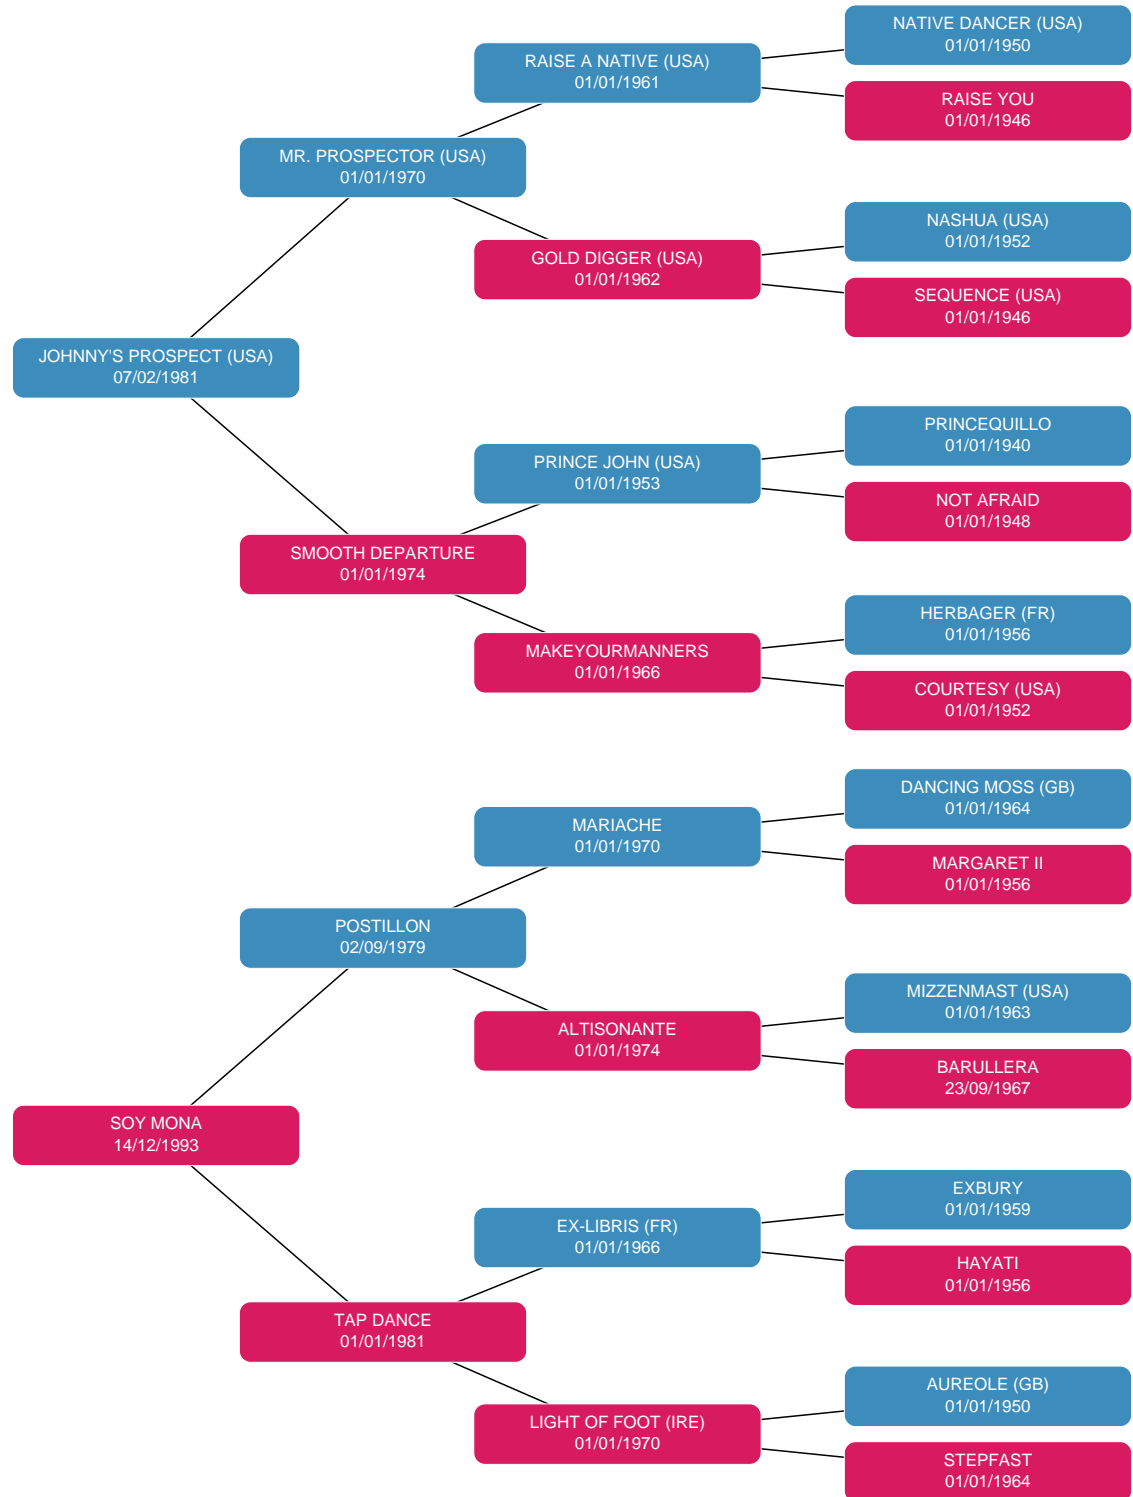 NATIVE DANCER (USA)
01/01/1950
RAISE A NATIVE (USA)
01/01/1961
RAISE YOU
01/01/1946
MR. PROSPECTOR (USA)
01/01/1970
NASHUA (USA)
01/01/1952
GOLD DIGGER (USA)
01/01/1962
SEQUENCE (USA)
01/01/1946
JOHNNY'S PROSPECT (USA)
07/02/1981
PRINCEQUILLO
01/01/1940
PRINCE JOHN (USA)
01/01/1953
NOT AFRAID
01/01/1948
SMOOTH DEPARTURE
01/01/1974
HERBAGER (FR)
01/01/1956
MAKEYOURMANNERS
01/01/1966
COURTESY (USA)
01/01/1952
DANCING MOSS (GB)
01/01/1964
MARIACHE
01/01/1970
MARGARET II
01/01/1956
POSTILLON
02/09/1979
MIZZENMAST (USA)
01/01/1963
ALTISONANTE
01/01/1974
BARULLERA
23/09/1967
SOY MONA
14/12/1993
EXBURY
01/01/1959
EX-LIBRIS (FR)
01/01/1966
HAYATI
01/01/1956
TAP DANCE
01/01/1981
AUREOLE (GB)
01/01/1950
LIGHT OF FOOT (IRE)
01/01/1970
STEPFAST
01/01/1964